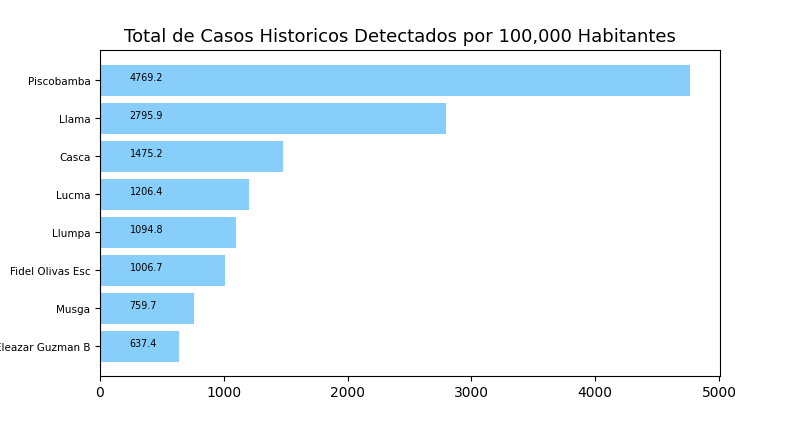 Total de Casos Historicos Detectados por 100,000 Habitantes
Piscobamba 4769.2
Llama 2795.9
Casca 1475.2
Lucma 1206.4
Llumpa 1094.8
Fidel Olivas Esc 1006.7
Musga 759.7
Eleazar Guzman B 637.4
0 1000 2000 3000 4000 5000